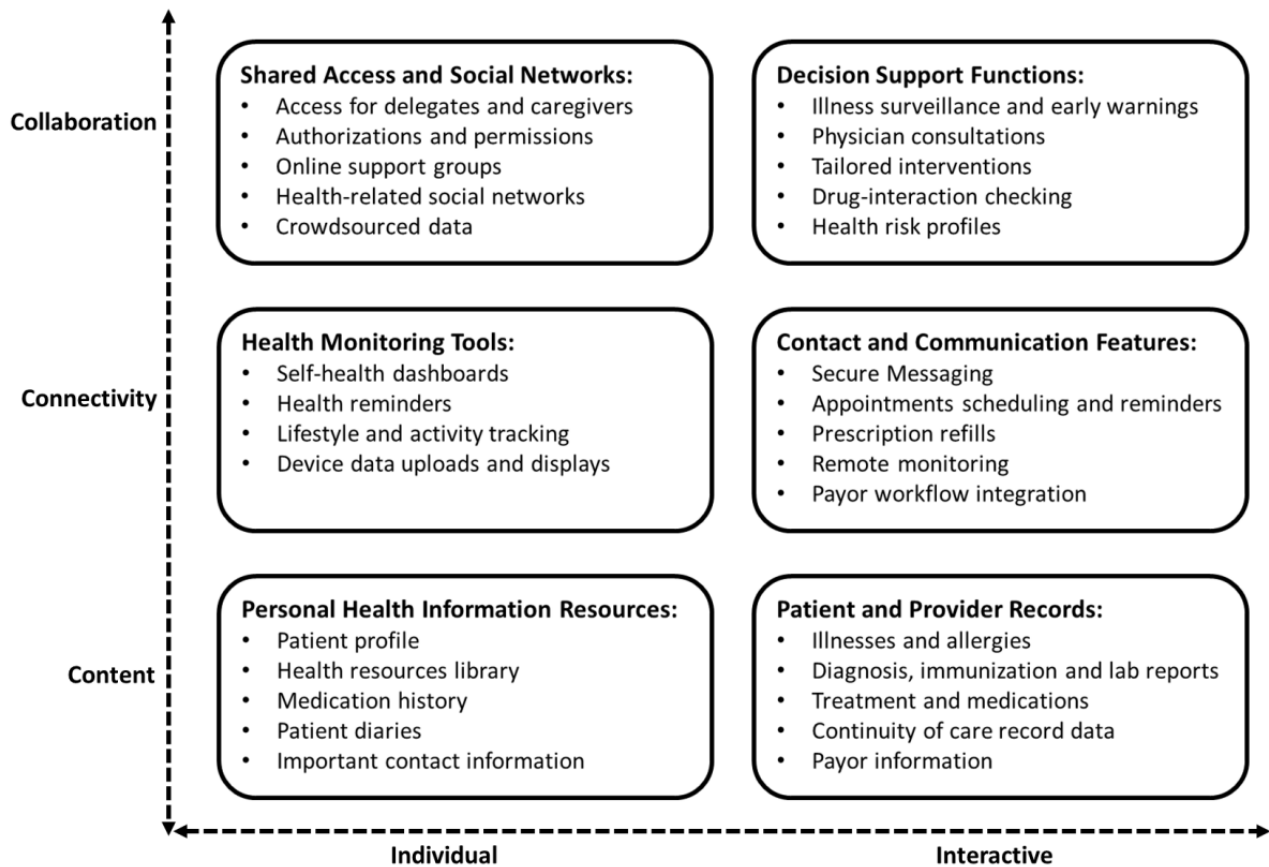 Collaboration
Shared Access and Social Networks:
• Access for delegates and caregivers
• Authorizations and permissions
• Online support groups
• Health-related social networks
• Crowdsourced data
Decision Support Functions:
• Illness surveillance and early warnings
• Physician consultations
• Tailored interventions
• Drug-interaction checking
• Health risk profiles
Connectivity
Health Monitoring Tools:
• Self-health dashboards
• Health reminders
• Lifestyle and activity tracking
• Device data uploads and displays
Contact and Communication Features:
• Secure Messaging
• Appointments scheduling and reminders
• Prescription refills
• Remote monitoring
• Payor workflow integration
Content
Personal Health Information Resources:
• Patient profile
• Health resources library
• Medication history
• Patient diaries
• Important contact information
Patient and Provider Records:
• Illnesses and allergies
• Diagnosis, immunization and lab reports
• Treatment and medications
• Continuity of care record data
• Payor information
Individual
Interactive